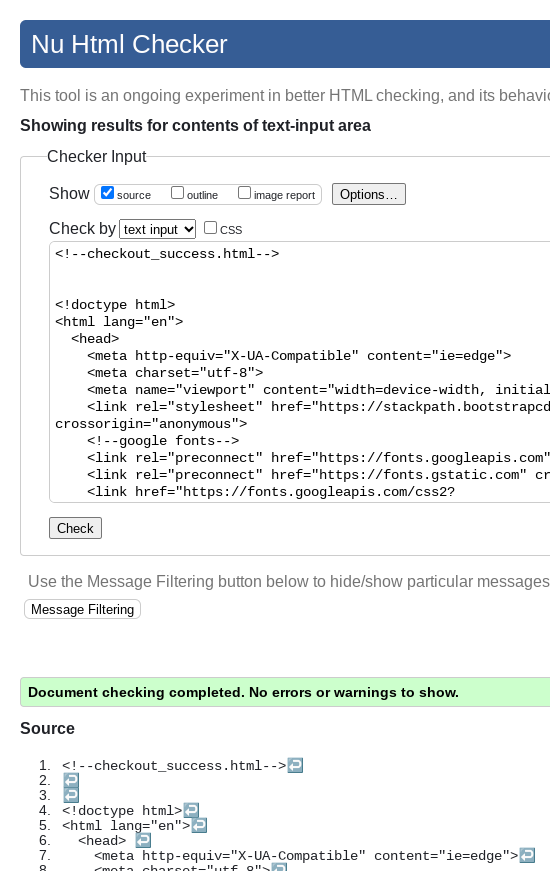 Nu Html Checker
This tool is an ongoing experiment in better HTML checking, and its behavio
Showing results for contents of text-input area
Checker Input
Show source outline image report Options...
Check by text input CSS
<!--checkout_success.html-->
<!doctype html>
<html lang="en">
<head>
<meta http-equiv="X-UA-Compatible" content="ie=edge">
<meta charset="utf-8">
<meta name="viewport" content="width=device-width, initial
<link rel="stylesheet" href="https://stackpath.bootstrapcd
crossorigin="anonymous">
<!--google fonts-->
<link rel="preconnect" href="https://fonts.googleapis.com"
<link rel="preconnect" href="https://fonts.gstatic.com" cr
<link href="https://fonts.googleapis.com/css2?
Check
Use the Message Filtering button below to hide/show particular messages
Message Filtering
Document checking completed. No errors or warnings to show.
Source
1. <!--checkout_success.html-->↩
2. ↩
3. ↩
4. <!doctype html>↩
5. <html lang="en">↩
6. <head> ↩
7. <meta http-equiv="X-UA-Compatible" content="ie=edge">↩
8. <meta charset="utf-8">↩